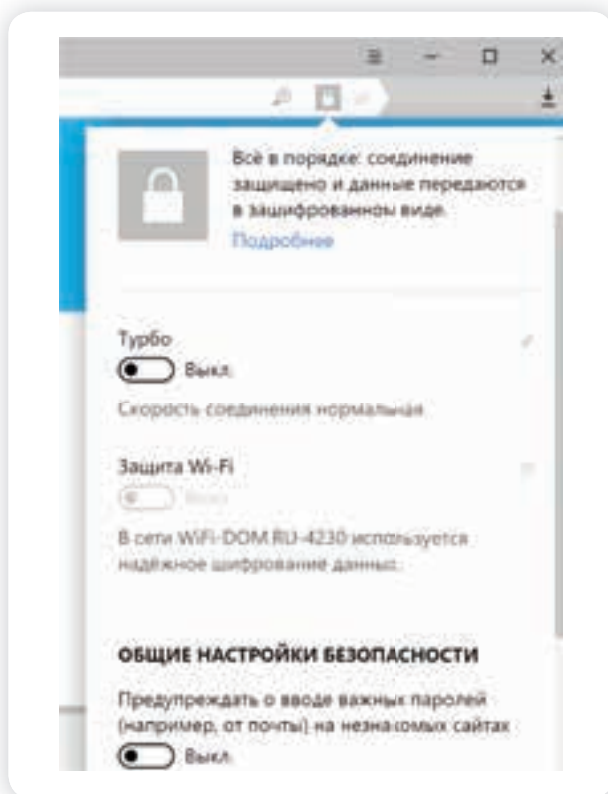 Всё в порядке: соединение
защищено и данные передаются
в зашифрованном виде.
Подробнее
Турбо
Выкл.
Скорость соединения нормальная
Защита Wi-Fi
В сети WiFi-DOM.RU-4230 используется
надёжное шифрование данных.
ОБЩИЕ НАСТРОЙКИ БЕЗОПАСНОСТИ
Предупреждать о вводе важных паролей
(например, от почты) на незнакомых сайтах
Выкл.